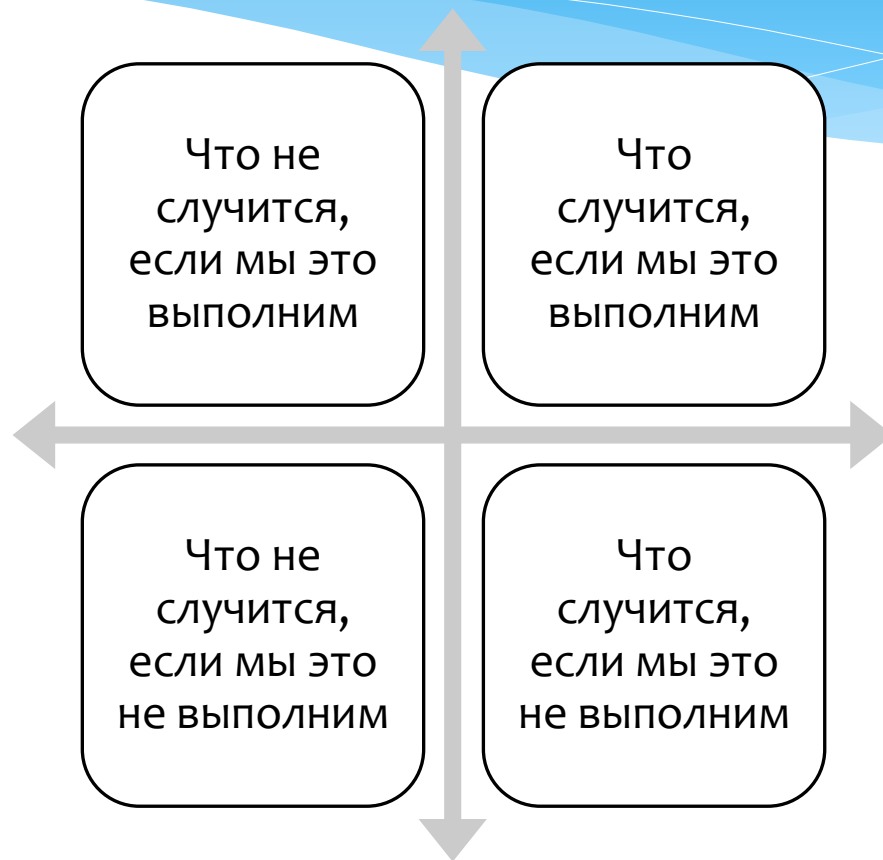 Что не
случится,
если мы это
выполним
Что
случится,
если мы это
выполним
Что не
случится,
если мы это
не выполним
Что
случится,
если мы это
не выполним